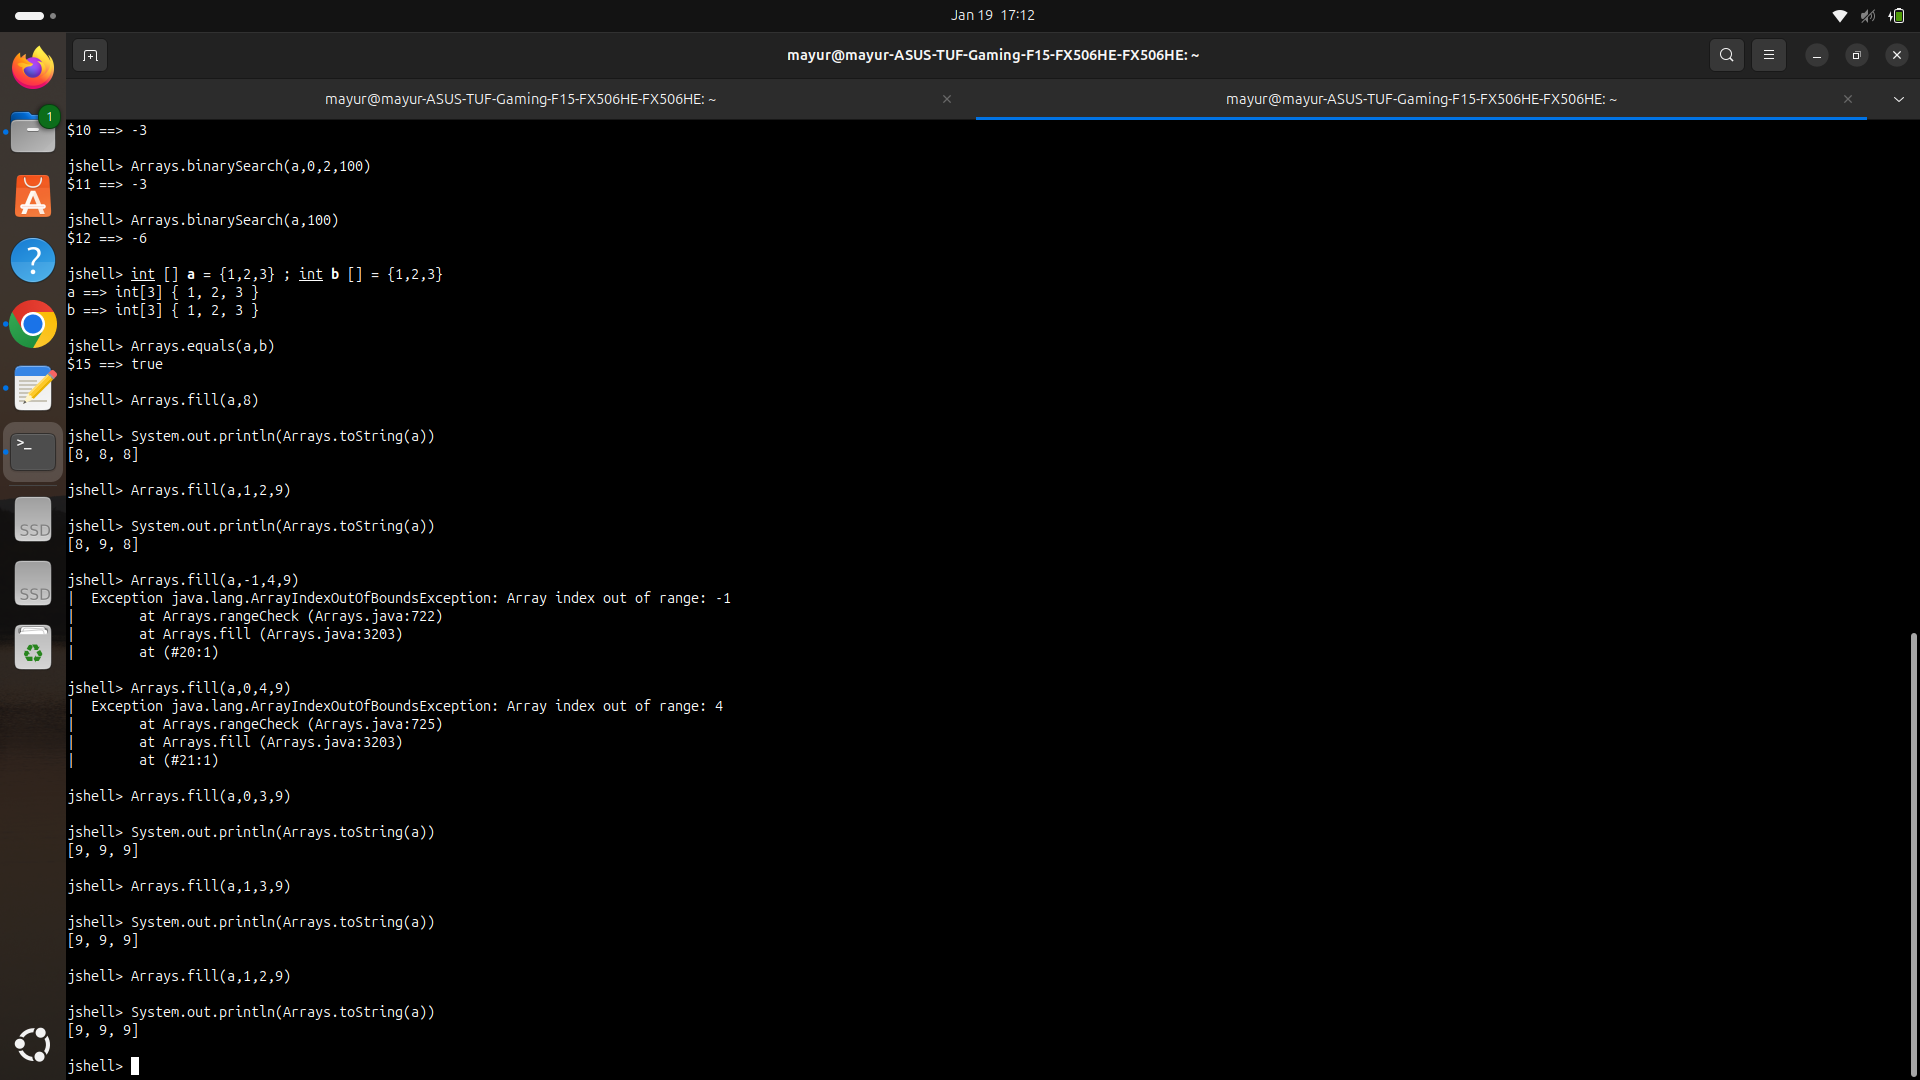 Jan 19 17:12
mayur@mayur-ASUS-TUF-Gaming-F15-FX506HE-FX506HE: ~
mayur@mayur-ASUS-TUF-Gaming-F15-FX506HE-FX506HE: ~
mayur@mayur-ASUS-TUF-Gaming-F15-FX506HE-FX506HE: ~
1
>_
SSD
SSD
$10 ==> -3
jshell> Arrays.binarySearch(a,0,2,100)
$11 ==> -3
jshell> Arrays.binarySearch(a,100)
$12 ==> -6
jshell> int [] a = {1,2,3} ; int b [] = {1,2,3}
a ==> int[3] { 1, 2, 3 }
b ==> int[3] { 1, 2, 3 }
jshell> Arrays.equals(a,b)
$15 ==> true
jshell> Arrays.fill(a,8)
jshell> System.out.println(Arrays.toString(a))
[8, 8, 8]
jshell> Arrays.fill(a,1,2,9)
jshell> System.out.println(Arrays.toString(a))
[8, 9, 8]
jshell> Arrays.fill(a,-1,4,9)
|  Exception java.lang.ArrayIndexOutOfBoundsException: Array index out of range: -1
|        at Arrays.rangeCheck (Arrays.java:722)
|        at Arrays.fill (Arrays.java:3203)
|        at (#20:1)
jshell> Arrays.fill(a,0,4,9)
|  Exception java.lang.ArrayIndexOutOfBoundsException: Array index out of range: 4
|        at Arrays.rangeCheck (Arrays.java:725)
|        at Arrays.fill (Arrays.java:3203)
|        at (#21:1)
jshell> Arrays.fill(a,0,3,9)
jshell> System.out.println(Arrays.toString(a))
[9, 9, 9]
jshell> Arrays.fill(a,1,3,9)
jshell> System.out.println(Arrays.toString(a))
[9, 9, 9]
jshell> Arrays.fill(a,1,2,9)
jshell> System.out.println(Arrays.toString(a))
[9, 9, 9]
jshell>